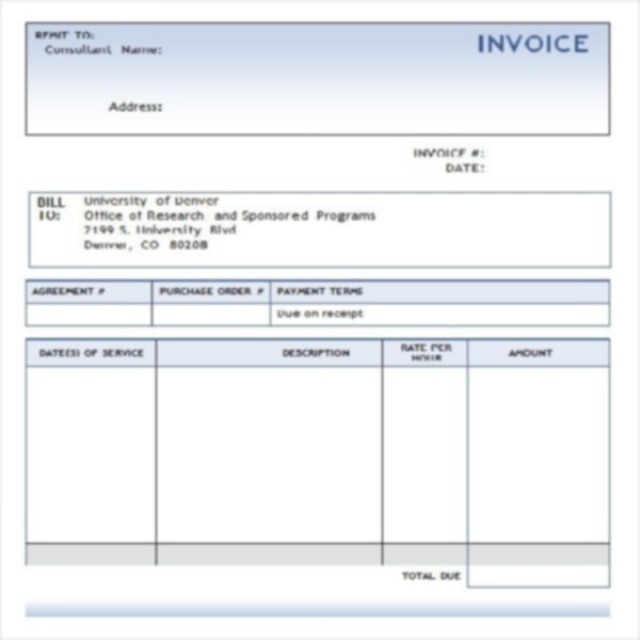 REMIT TO:
INVOICE
Consultant Name:
Address:
INVOICE #:
DATE:
BILL TO:
University of Denver
Office of Research and Sponsored Programs
2199 S. University Blvd
Denver, CO 80208
AGREEMENT # PURCHASE ORDER # PAYMENT TERMS
Due on receipt
DATE(S) OF SERVICE DESCRIPTION RATE PER HOUR AMOUNT
TOTAL DUE